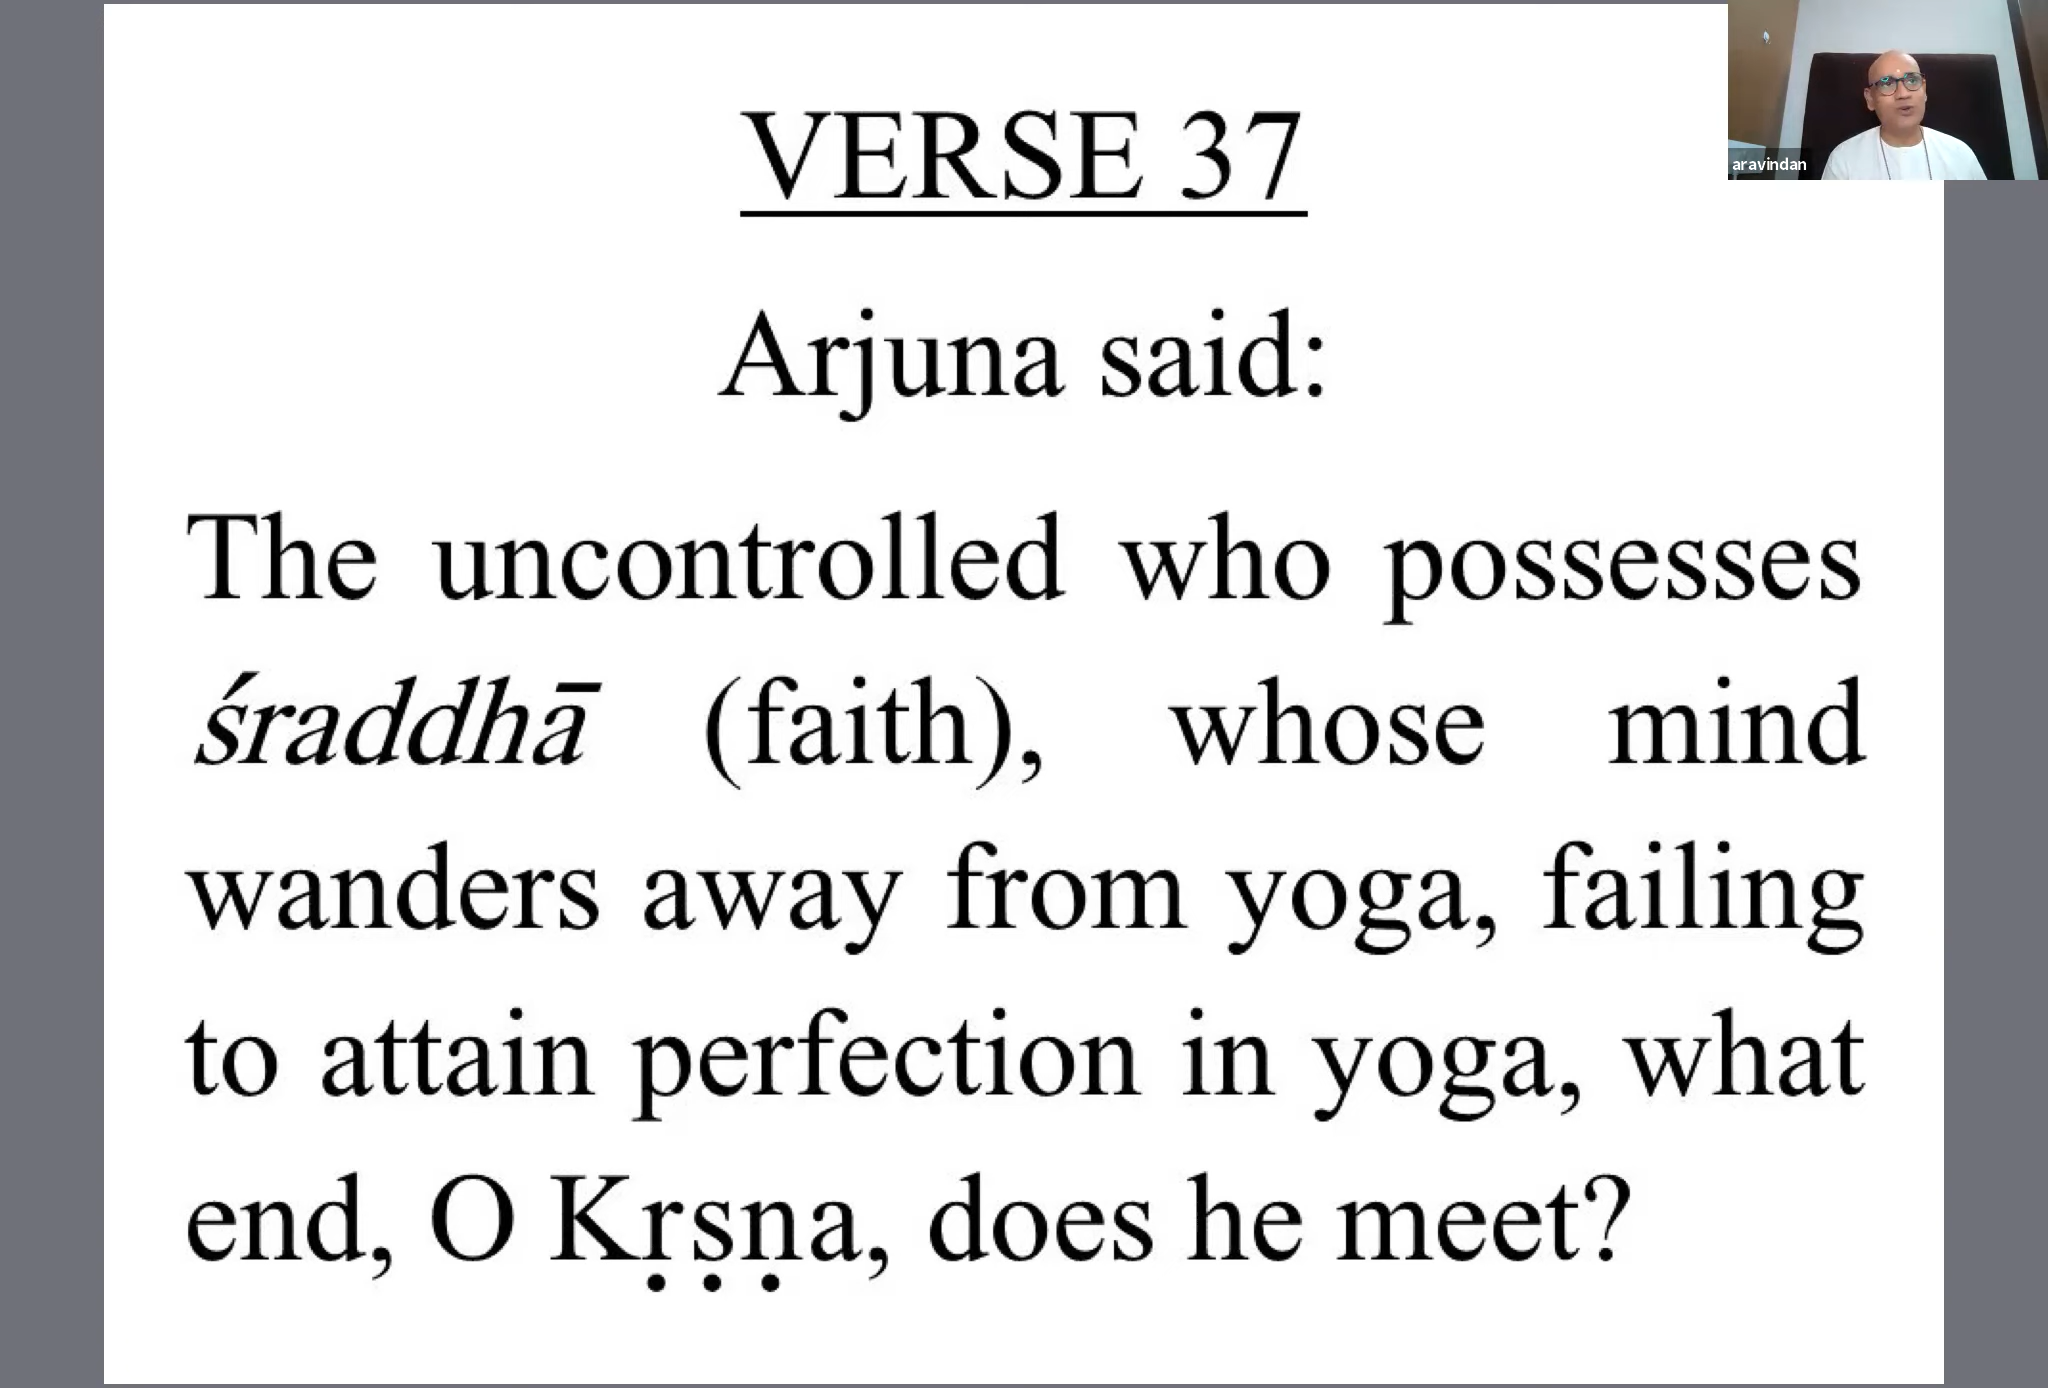 VERSE 37
aravindan
Arjuna said:
The uncontrolled who possesses
śraddhā (faith), whose mind
wanders away from yoga, failing
to attain perfection in yoga, what
end, O Kṛṣṇa, does he meet?